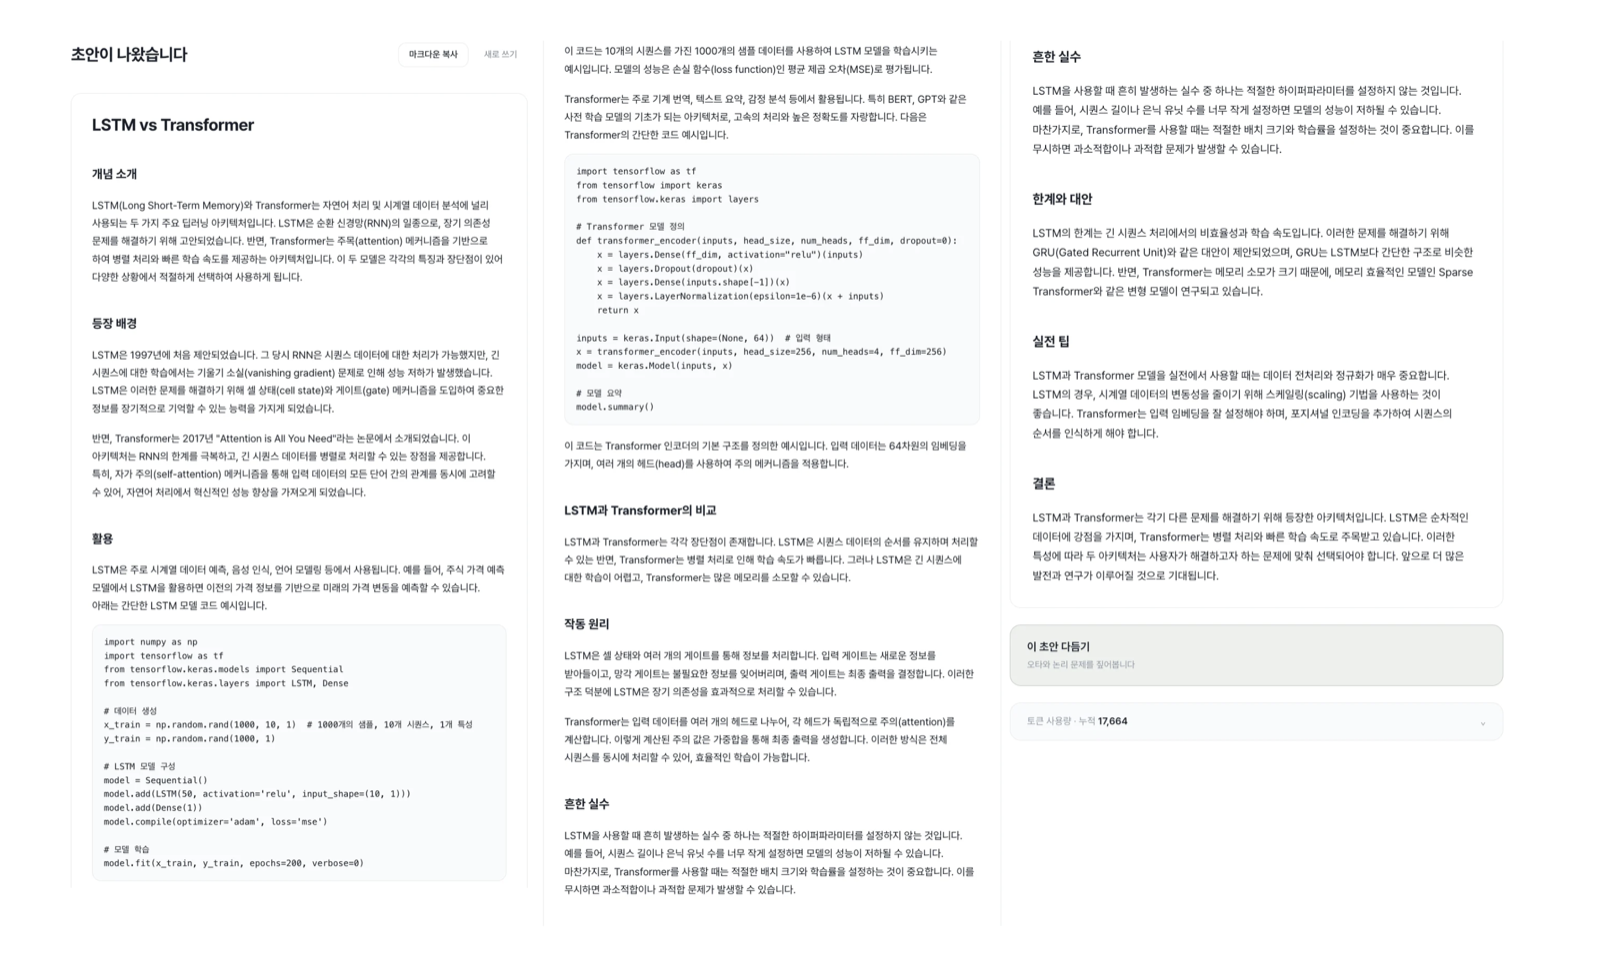 초안이 나왔습니다
마크다운 복사
새로 쓰기
LSTM vs Transformer
개념 소개
LSTM(Long Short-Term Memory)와 Transformer는 자연어 처리 및 시계열 데이터 분석에 널리
사용되는 두 가지 주요 딥러닝 아키텍처입니다. LSTM은 순환 신경망(RNN)의 일종으로, 장기 의존성
문제를 해결하기 위해 고안되었습니다. 반면, Transformer는 주목(attention) 메커니즘을 기반으로
하여 병렬 처리와 빠른 학습 속도를 제공하는 아키텍처입니다. 이 두 모델은 각각의 특징과 장단점이 있어
다양한 상황에서 적절하게 선택하여 사용하게 됩니다.
등장 배경
LSTM은 1997년에 처음 제안되었습니다. 그 당시 RNN은 시퀀스 데이터에 대한 처리가 가능했지만, 긴
시퀀스에 대한 학습에서는 기울기 소실(vanishing gradient) 문제로 인해 성능 저하가 발생했습니다.
LSTM은 이러한 문제를 해결하기 위해 셀 상태(cell state)와 게이트(gate) 메커니즘을 도입하여 중요한
정보를 장기적으로 기억할 수 있는 능력을 가지게 되었습니다.
반면, Transformer는 2017년 "Attention is All You Need"라는 논문에서 소개되었습니다. 이
아키텍처는 RNN의 한계를 극복하고, 긴 시퀀스 데이터를 병렬로 처리할 수 있는 장점을 제공합니다.
특히, 자가 주의(self-attention) 메커니즘을 통해 입력 데이터의 모든 단어 간의 관계를 동시에 고려할
수 있어, 자연어 처리에서 혁신적인 성능 향상을 가져오게 되었습니다.
활용
LSTM은 주로 시계열 데이터 예측, 음성 인식, 언어 모델링 등에서 사용됩니다. 예를 들어, 주식 가격 예측
모델에서 LSTM을 활용하면 이전의 가격 정보를 기반으로 미래의 가격 변동을 예측할 수 있습니다.
아래는 간단한 LSTM 모델 코드 예시입니다.
import numpy as np
import tensorflow as tf
from tensorflow.keras.models import Sequential
from tensorflow.keras.layers import LSTM, Dense
# 데이터 생성
x_train = np.random.rand(1000, 10, 1)  # 1000개의 샘플, 10개 시퀀스, 1개 특성
y_train = np.random.rand(1000, 1)
# LSTM 모델 구성
model = Sequential()
model.add(LSTM(50, activation='relu', input_shape=(10, 1)))
model.add(Dense(1))
model.compile(optimizer='adam', loss='mse')
# 모델 학습
model.fit(x_train, y_train, epochs=200, verbose=0)
이 코드는 10개의 시퀀스를 가진 1000개의 샘플 데이터를 사용하여 LSTM 모델을 학습시키는
예시입니다. 모델의 성능은 손실 함수(loss function)인 평균 제곱 오차(MSE)로 평가됩니다.
Transformer는 주로 기계 번역, 텍스트 요약, 감정 분석 등에서 활용됩니다. 특히 BERT, GPT와 같은
사전 학습 모델의 기초가 되는 아키텍처로, 고속의 처리와 높은 정확도를 자랑합니다. 다음은
Transformer의 간단한 코드 예시입니다.
import tensorflow as tf
from tensorflow import keras
from tensorflow.keras import layers
# Transformer 모델 정의
def transformer_encoder(inputs, head_size, num_heads, ff_dim, dropout=0):
    x = layers.Dense(ff_dim, activation="relu")(inputs)
    x = layers.Dropout(dropout)(x)
    x = layers.Dense(inputs.shape[-1])(x)
    x = layers.LayerNormalization(epsilon=1e-6)(x + inputs)
    return x
inputs = keras.Input(shape=(None, 64))  # 입력 형태
x = transformer_encoder(inputs, head_size=256, num_heads=4, ff_dim=256)
model = keras.Model(inputs, x)
# 모델 요약
model.summary()
이 코드는 Transformer 인코더의 기본 구조를 정의한 예시입니다. 입력 데이터는 64차원의 임베딩을
가지며, 여러 개의 헤드(head)를 사용하여 주의 메커니즘을 적용합니다.
LSTM과 Transformer의 비교
LSTM과 Transformer는 각각 장단점이 존재합니다. LSTM은 시퀀스 데이터의 순서를 유지하며 처리할
수 있는 반면, Transformer는 병렬 처리로 인해 학습 속도가 빠릅니다. 그러나 LSTM은 긴 시퀀스에
대한 학습이 어렵고, Transformer는 많은 메모리를 소모할 수 있습니다.
작동 원리
LSTM은 셀 상태와 여러 개의 게이트를 통해 정보를 처리합니다. 입력 게이트는 새로운 정보를
받아들이고, 망각 게이트는 불필요한 정보를 잊어버리며, 출력 게이트는 최종 출력을 결정합니다. 이러한
구조 덕분에 LSTM은 장기 의존성을 효과적으로 처리할 수 있습니다.
Transformer는 입력 데이터를 여러 개의 헤드로 나누어, 각 헤드가 독립적으로 주의(attention)를
계산합니다. 이렇게 계산된 주의 값은 가중합을 통해 최종 출력을 생성합니다. 이러한 방식은 전체
시퀀스를 동시에 처리할 수 있어, 효율적인 학습이 가능합니다.
흔한 실수
LSTM을 사용할 때 흔히 발생하는 실수 중 하나는 적절한 하이퍼파라미터를 설정하지 않는 것입니다.
예를 들어, 시퀀스 길이나 은닉 유닛 수를 너무 작게 설정하면 모델의 성능이 저하될 수 있습니다.
마찬가지로, Transformer를 사용할 때는 적절한 배치 크기와 학습률을 설정하는 것이 중요합니다. 이를
무시하면 과소적합이나 과적합 문제가 발생할 수 있습니다.
흔한 실수
LSTM을 사용할 때 흔히 발생하는 실수 중 하나는 적절한 하이퍼파라미터를 설정하지 않는 것입니다.
예를 들어, 시퀀스 길이나 은닉 유닛 수를 너무 작게 설정하면 모델의 성능이 저하될 수 있습니다.
마찬가지로, Transformer를 사용할 때는 적절한 배치 크기와 학습률을 설정하는 것이 중요합니다. 이를
무시하면 과소적합이나 과적합 문제가 발생할 수 있습니다.
한계와 대안
LSTM의 한계는 긴 시퀀스 처리에서의 비효율성과 학습 속도입니다. 이러한 문제를 해결하기 위해
GRU(Gated Recurrent Unit)와 같은 대안이 제안되었으며, GRU는 LSTM보다 간단한 구조로 비슷한
성능을 제공합니다. 반면, Transformer는 메모리 소모가 크기 때문에, 메모리 효율적인 모델인 Sparse
Transformer와 같은 변형 모델이 연구되고 있습니다.
실전 팁
LSTM과 Transformer 모델을 실전에서 사용할 때는 데이터 전처리와 정규화가 매우 중요합니다.
LSTM의 경우, 시계열 데이터의 변동성을 줄이기 위해 스케일링(scaling) 기법을 사용하는 것이
좋습니다. Transformer는 입력 임베딩을 잘 설정해야 하며, 포지셔널 인코딩을 추가하여 시퀀스의
순서를 인식하게 해야 합니다.
결론
LSTM과 Transformer는 각기 다른 문제를 해결하기 위해 등장한 아키텍처입니다. LSTM은 순차적인
데이터에 강점을 가지며, Transformer는 병렬 처리와 빠른 학습 속도로 주목받고 있습니다. 이러한
특성에 따라 두 아키텍처는 사용자가 해결하고자 하는 문제에 맞춰 선택되어야 합니다. 앞으로 더 많은
발전과 연구가 이루어질 것으로 기대됩니다.
이 초안 다듬기
오타와 논리 문제를 짚어봅니다
토큰 사용량 · 누적 17,664